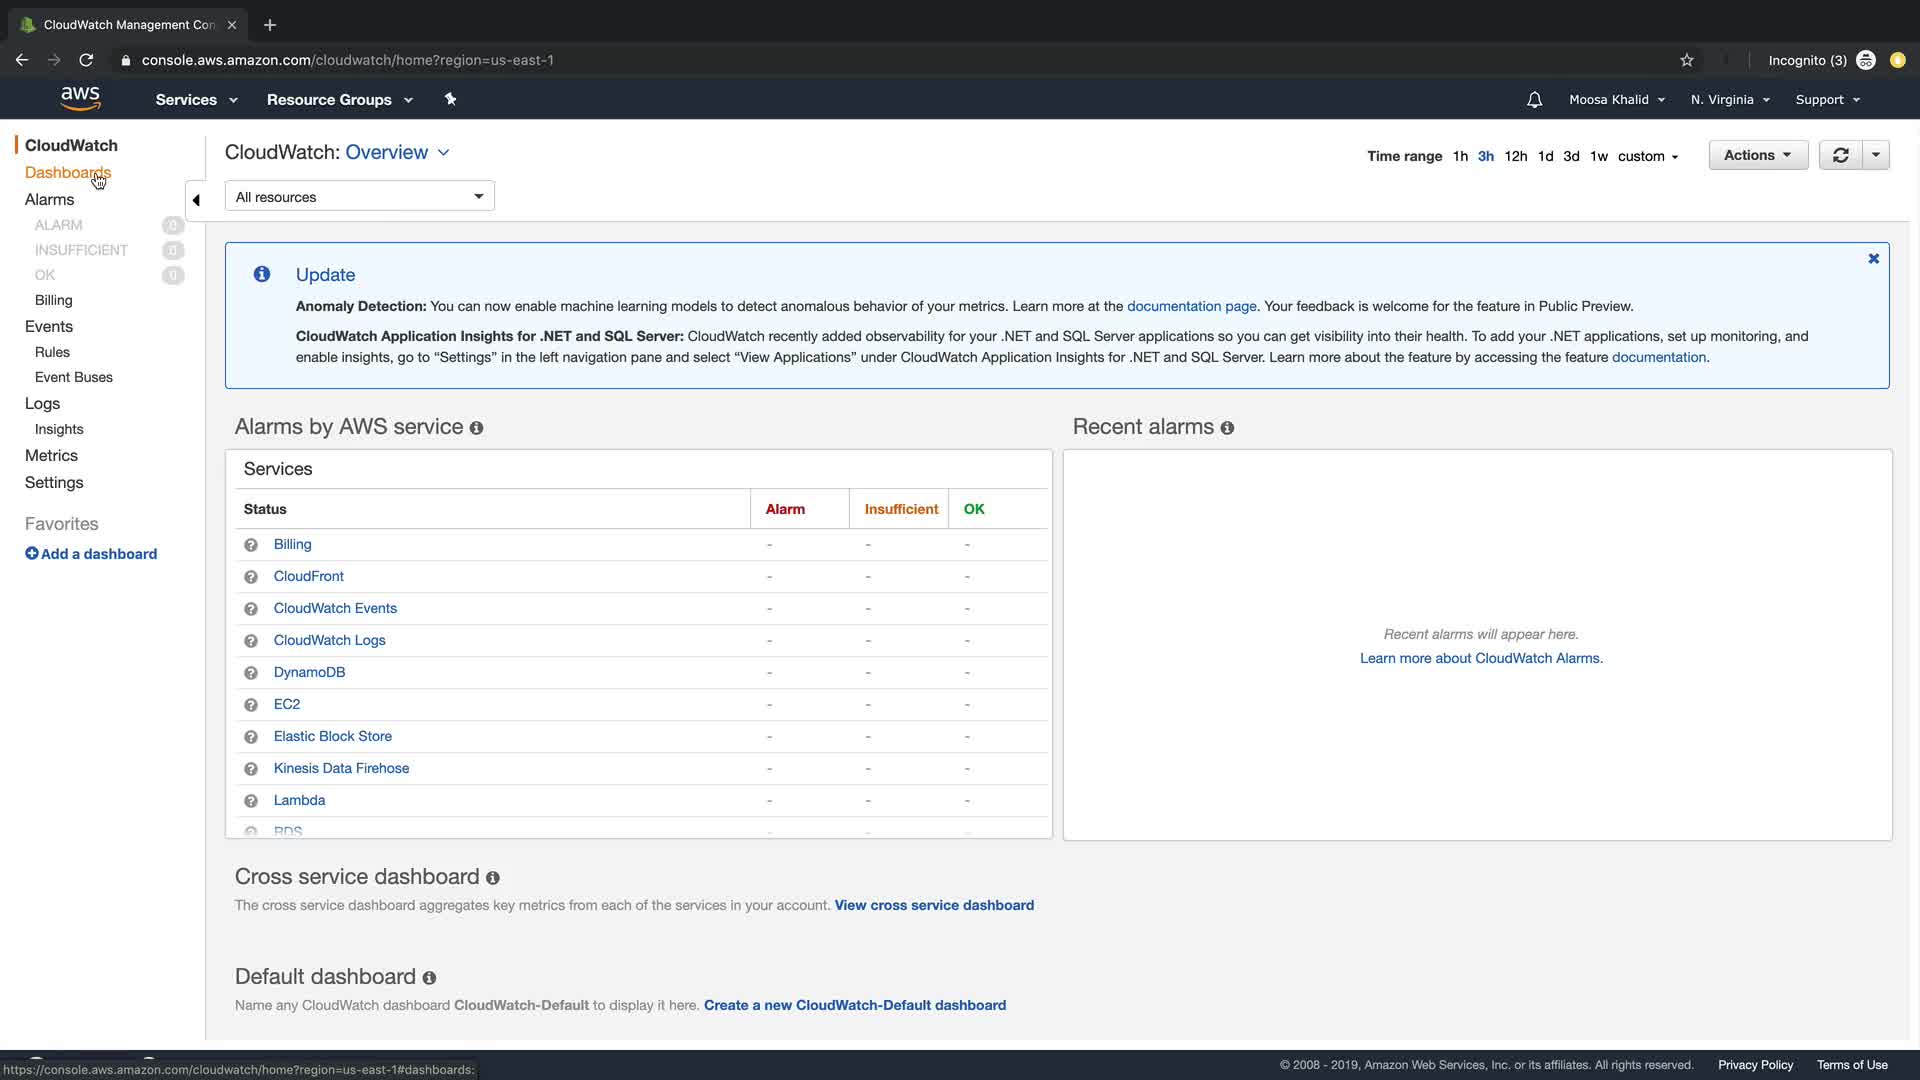 CloudWatch Management Con
console.aws.amazon.com/cloudwatch/home?region=us-east-1
Incognito (3)
aws
Services
Resource Groups
Moosa Khalid
N. Virginia
Support
CloudWatch
Dashboards
Alarms
ALARM 0
INSUFFICIENT 0
OK 0
Billing
Events
Rules
Event Buses
Logs
Insights
Metrics
Settings
Favorites
Add a dashboard
CloudWatch: Overview
Time range 1h 3h 12h 1d 3d 1w custom
Actions
All resources
Update
Anomaly Detection: You can now enable machine learning models to detect anomalous behavior of your metrics. Learn more at the documentation page. Your feedback is welcome for the feature in Public Preview.
CloudWatch Application Insights for .NET and SQL Server: CloudWatch recently added observability for your .NET and SQL Server applications so you can get visibility into their health. To add your .NET applications, set up monitoring, and
enable insights, go to “Settings” in the left navigation pane and select “View Applications” under CloudWatch Application Insights for .NET and SQL Server. Learn more about the feature by accessing the feature documentation.
Alarms by AWS service
Services
Status Alarm Insufficient OK
Billing - - -
CloudFront - - -
CloudWatch Events - - -
CloudWatch Logs - - -
DynamoDB - - -
EC2 - - -
Elastic Block Store - - -
Kinesis Data Firehose - - -
Lambda - - -
RDS - - -
Recent alarms
Recent alarms will appear here.
Learn more about CloudWatch Alarms.
Cross service dashboard
The cross service dashboard aggregates key metrics from each of the services in your account. View cross service dashboard
Default dashboard
Name any CloudWatch dashboard CloudWatch-Default to display it here. Create a new CloudWatch-Default dashboard
https://console.aws.amazon.com/cloudwatch/home?region=us-east-1#dashboards:
© 2008 - 2019, Amazon Web Services, Inc. or its affiliates. All rights reserved.
Privacy Policy
Terms of Use